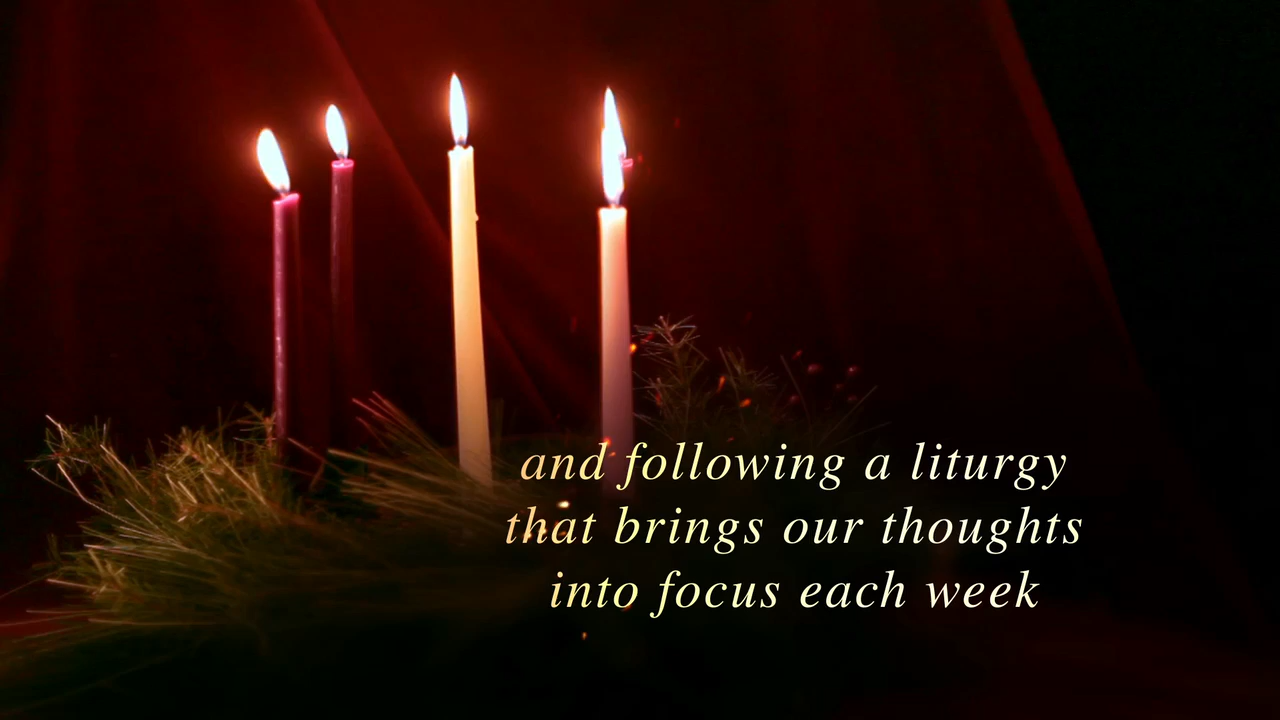 and following a liturgy
that brings our thoughts
into focus each week